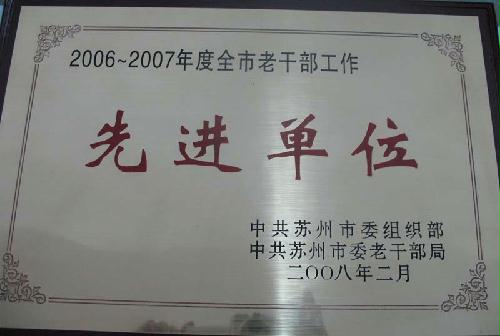 2006~2007年度全市老干部工作
先进单位
中共苏州市委组织部
中共苏州市委老干部局
二〇〇八年二月